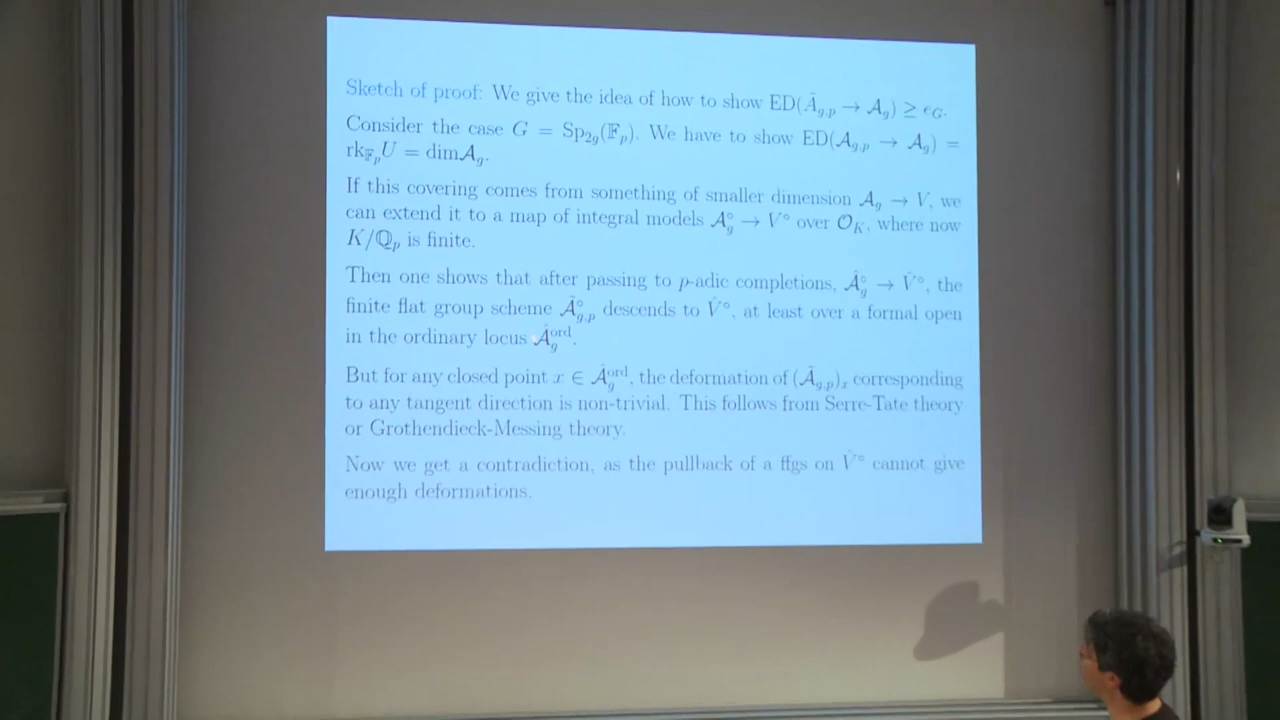 Sketch of proof: We give the idea of how to show ED(Ã_{g,p} → 𝒜_g) ≥ e_G.
Consider the case G = Sp_{2g}(𝔽_p). We have to show ED(𝒜_{g,p} → 𝒜_g) =
rk_{𝔽_p}U = dim𝒜_g.
If this covering comes from something of smaller dimension 𝒜_g → V, we
can extend it to a map of integral models 𝒜_g° → V° over 𝒪_K, where now
K/ℚ_p is finite.
Then one shows that after passing to p-adic completions, 𝒜̂_g° → V̂°, the
finite flat group scheme 𝒜̃_{g,p}° descends to V̂°, at least over a formal open
in the ordinary locus 𝒜̂_g^{ord}.
But for any closed point x ∈ 𝒜̂_g^{ord}, the deformation of (𝒜̃_{g,p})_x corresponding
to any tangent direction is non-trivial. This follows from Serre-Tate theory
or Grothendieck-Messing theory.
Now we get a contradiction, as the pullback of a ffgs on V̂° cannot give
enough deformations.